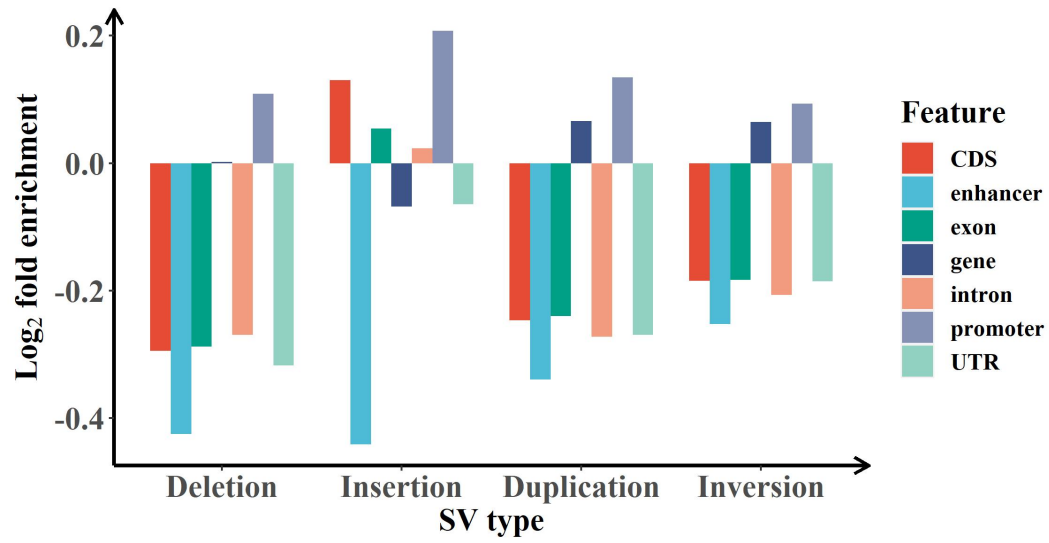 Log₂ fold enrichment
0.2
0.0
-0.2
-0.4
Deletion
Insertion
Duplication
Inversion
SV type
Feature
CDS
enhancer
exon
gene
intron
promoter
UTR